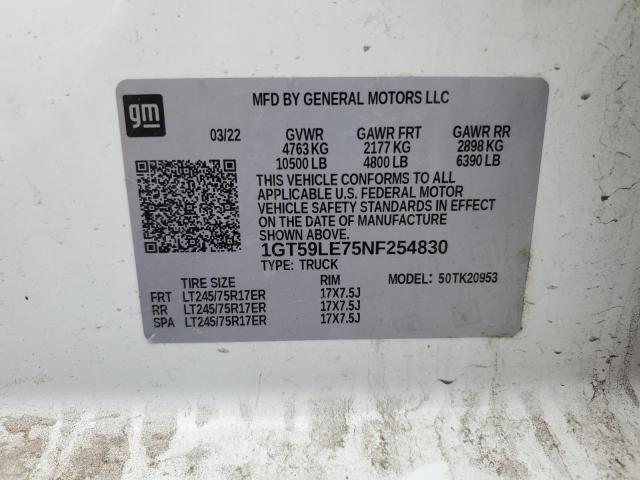 MFD BY GENERAL MOTORS LLC
gm
03/22 GVWR GAWR FRT GAWR RR
4763 KG 2177 KG 2898 KG
10500 LB 4800 LB 6390 LB
THIS VEHICLE CONFORMS TO ALL
APPLICABLE U.S. FEDERAL MOTOR
VEHICLE SAFETY STANDARDS IN EFFECT
ON THE DATE OF MANUFACTURE
SHOWN ABOVE.
1GT59LE75NF254830
TYPE: TRUCK
TIRE SIZE RIM MODEL: 50TK20953
FRT LT245/75R17ER 17X7.5J
RR LT245/75R17ER 17X7.5J
SPA LT245/75R17ER 17X7.5J